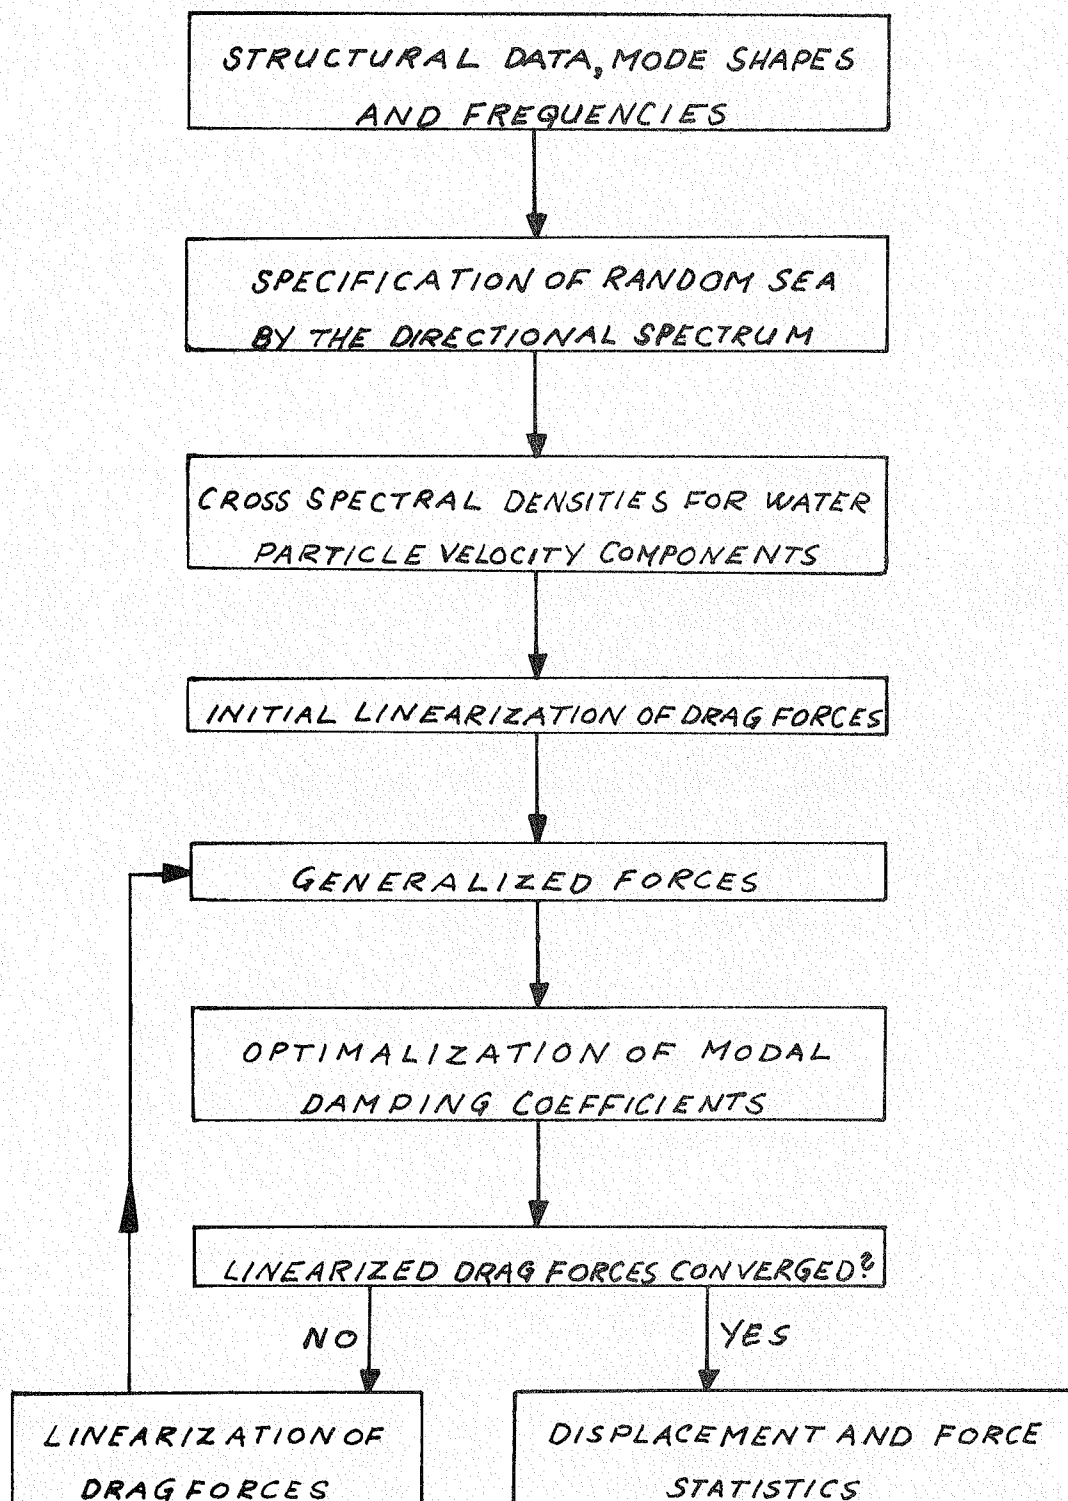 STRUCTURAL DATA, MODE SHAPES
AND FREQUENCIES
SPECIFICATION OF RANDOM SEA
BY THE DIRECTIONAL SPECTRUM
CROSS SPECTRAL DENSITIES FOR WATER
PARTICLE VELOCITY COMPONENTS
INITIAL LINEARIZATION OF DRAG FORCES
GENERALIZED FORCES
OPTIMALIZATION OF MODAL
DAMPING COEFFICIENTS
LINEARIZED DRAG FORCES CONVERGED?
NO
YES
LINEARIZATION OF
DRAG FORCES
DISPLACEMENT AND FORCE
STATISTICS